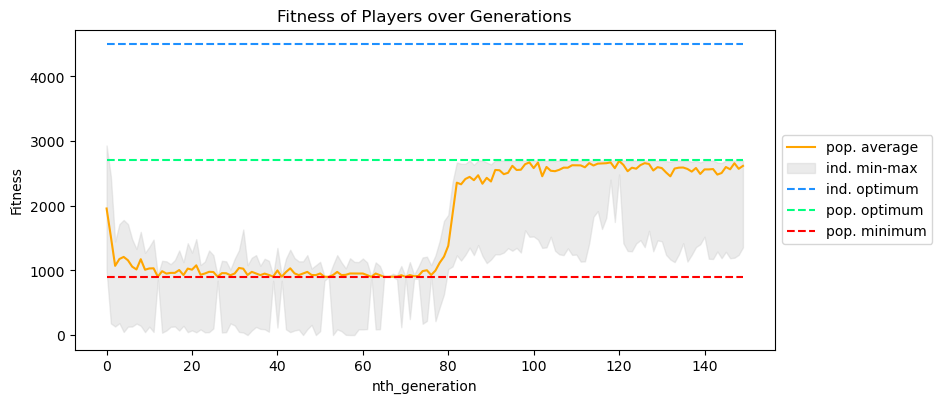 Fitness of Players over Generations
Fitness
4000
3000
2000
1000
0
0 20 40 60 80 100 120 140
nth_generation
pop. average
ind. min-max
ind. optimum
pop. optimum
pop. minimum